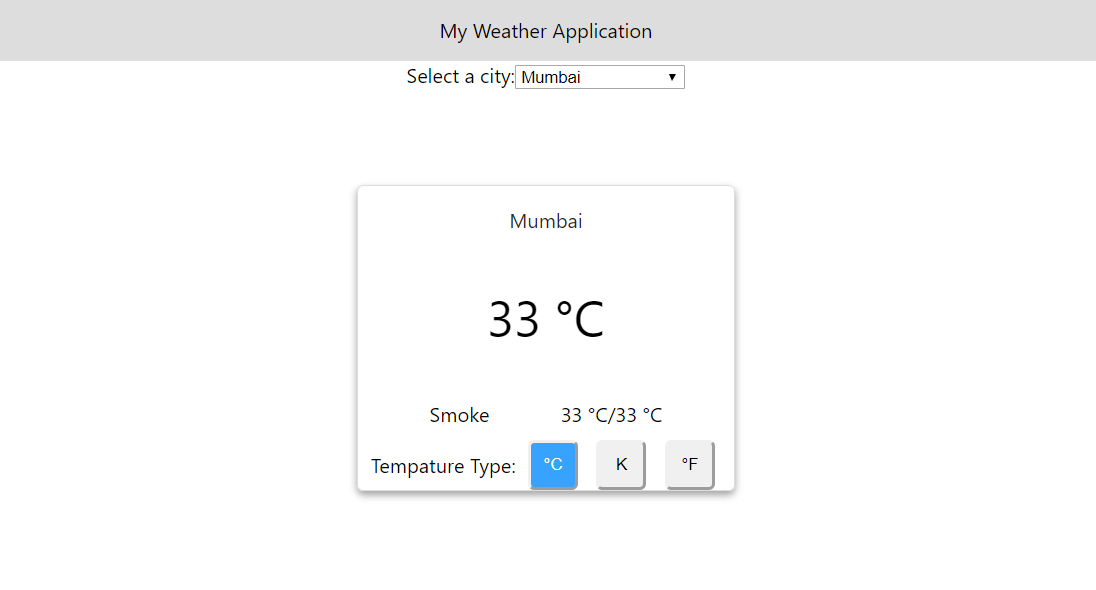 My Weather Application
Select a city: Mumbai
Mumbai
33 °C
Smoke 33 °C/33 °C
Tempature Type: °C K °F